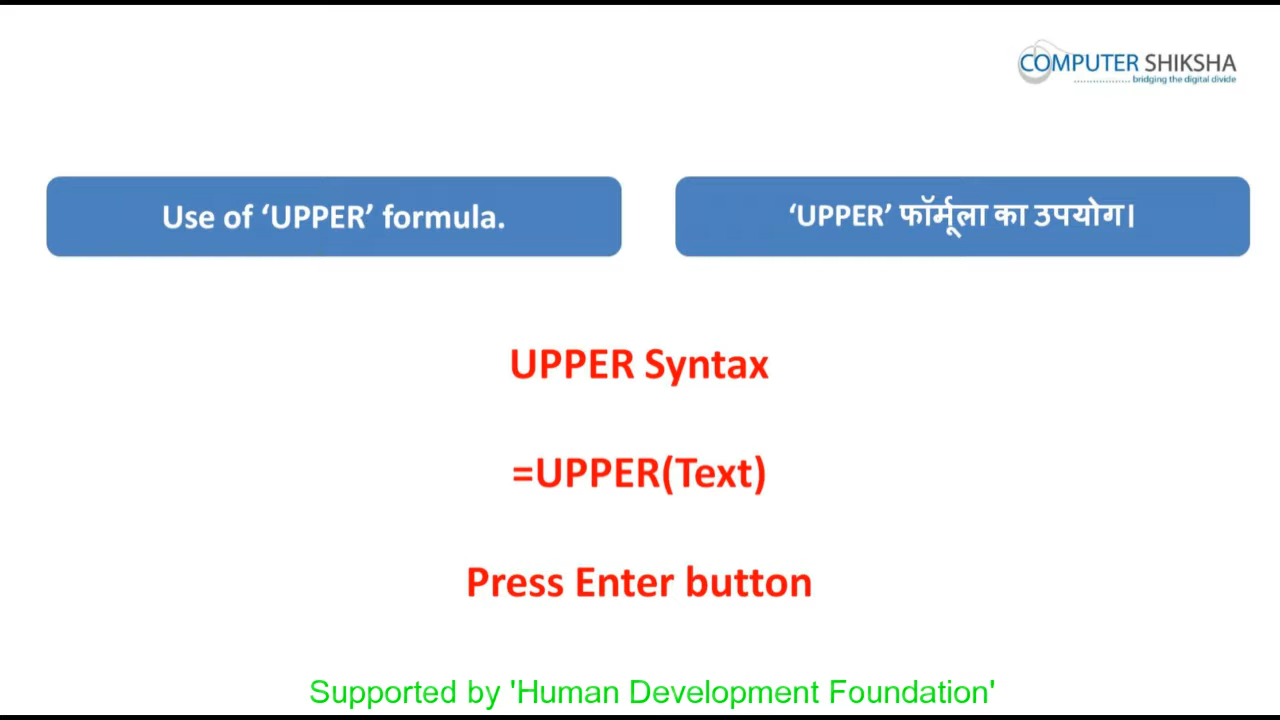 COMPUTER SHIKSHA
bridging the digital divide
Use of ‘UPPER’ formula.
‘UPPER’ फॉर्मूला का उपयोग।
UPPER Syntax
=UPPER(Text)
Press Enter button
Supported by 'Human Development Foundation'